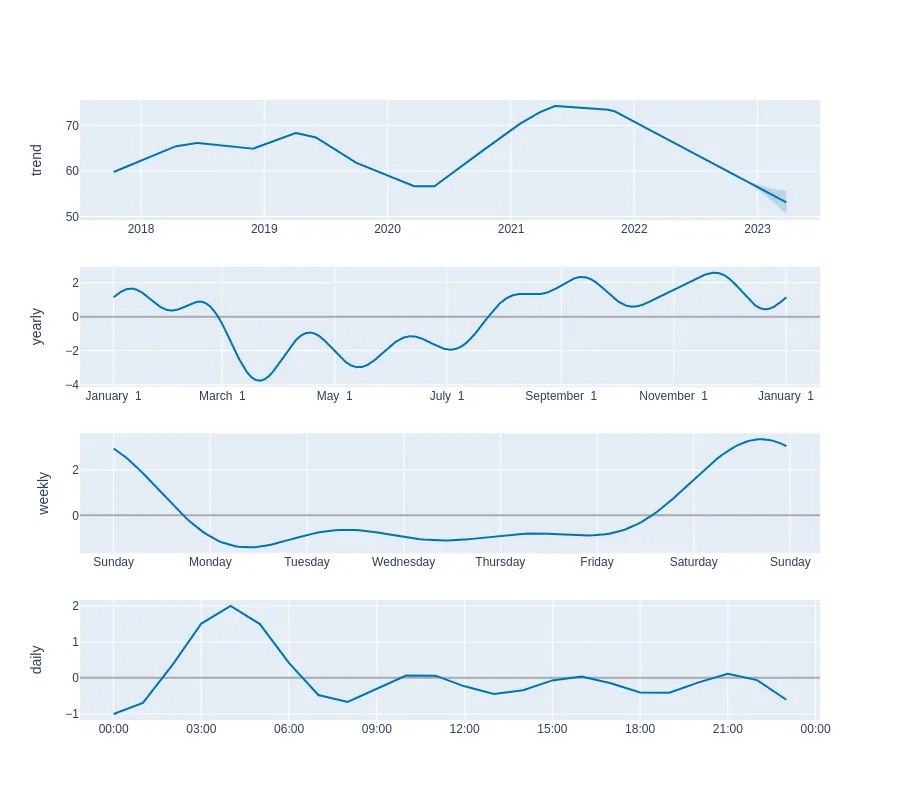 trend
70
60
50
2018 2019 2020 2021 2022 2023
yearly
2
0
−2
−4
January 1 March 1 May 1 July 1 September 1 November 1 January 1
weekly
2
0
Sunday Monday Tuesday Wednesday Thursday Friday Saturday Sunday
daily
2
1
0
−1
00:00 03:00 06:00 09:00 12:00 15:00 18:00 21:00 00:00